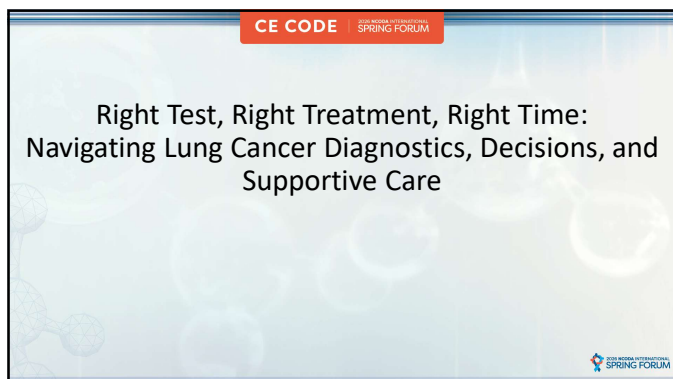 CE CODE
2026 NCODA INTERNATIONAL
SPRING FORUM
Right Test, Right Treatment, Right Time:
Navigating Lung Cancer Diagnostics, Decisions, and
Supportive Care
2026 NCODA INTERNATIONAL
SPRING FORUM